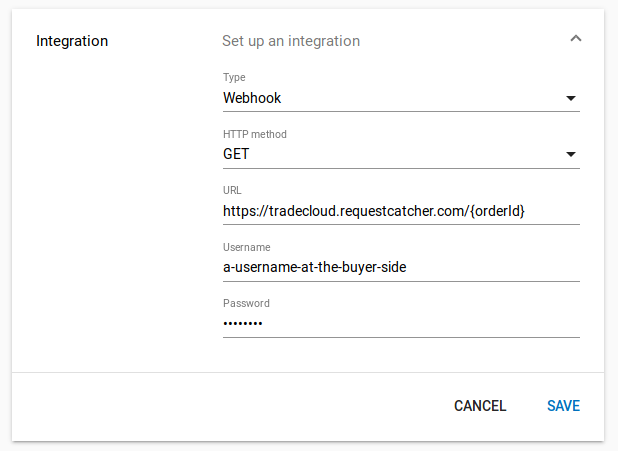 Integration Set up an integration
Type
Webhook
HTTP method
GET
URL
https://tradecloud.requestcatcher.com/{orderId}
Username
a-username-at-the-buyer-side
Password
••••••••
CANCEL SAVE